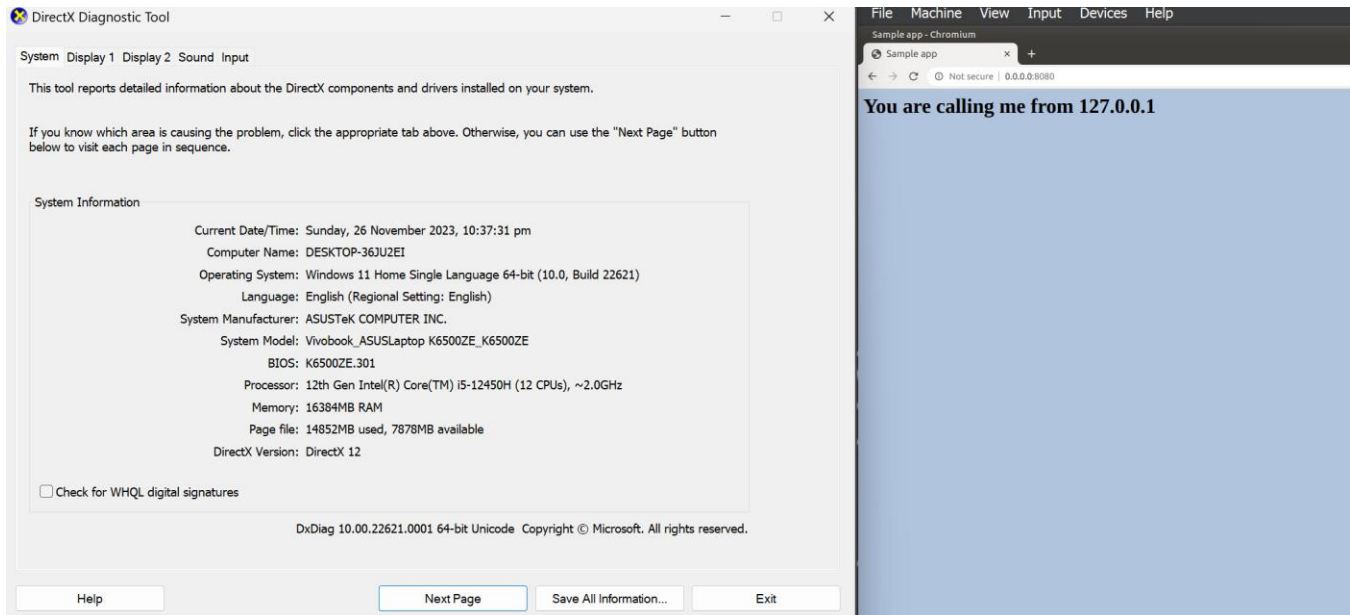 DirectX Diagnostic Tool
System Display 1 Display 2 Sound Input
This tool reports detailed information about the DirectX components and drivers installed on your system.
If you know which area is causing the problem, click the appropriate tab above. Otherwise, you can use the "Next Page" button
below to visit each page in sequence.
System Information
Current Date/Time: Sunday, 26 November 2023, 10:37:31 pm
Computer Name: DESKTOP-36JU2EI
Operating System: Windows 11 Home Single Language 64-bit (10.0, Build 22621)
Language: English (Regional Setting: English)
System Manufacturer: ASUSTeK COMPUTER INC.
System Model: Vivobook_ASUSLaptop K6500ZE_K6500ZE
BIOS: K6500ZE.301
Processor: 12th Gen Intel(R) Core(TM) i5-12450H (12 CPUs), ~2.0GHz
Memory: 16384MB RAM
Page file: 14852MB used, 7878MB available
DirectX Version: DirectX 12
Check for WHQL digital signatures
DxDiag 10.00.22621.0001 64-bit Unicode Copyright © Microsoft. All rights reserved.
Help Next Page Save All Information... Exit
File Machine View Input Devices Help
Sample app - Chromium
Sample app
Not secure | 0.0.0.0:8080
You are calling me from 127.0.0.1